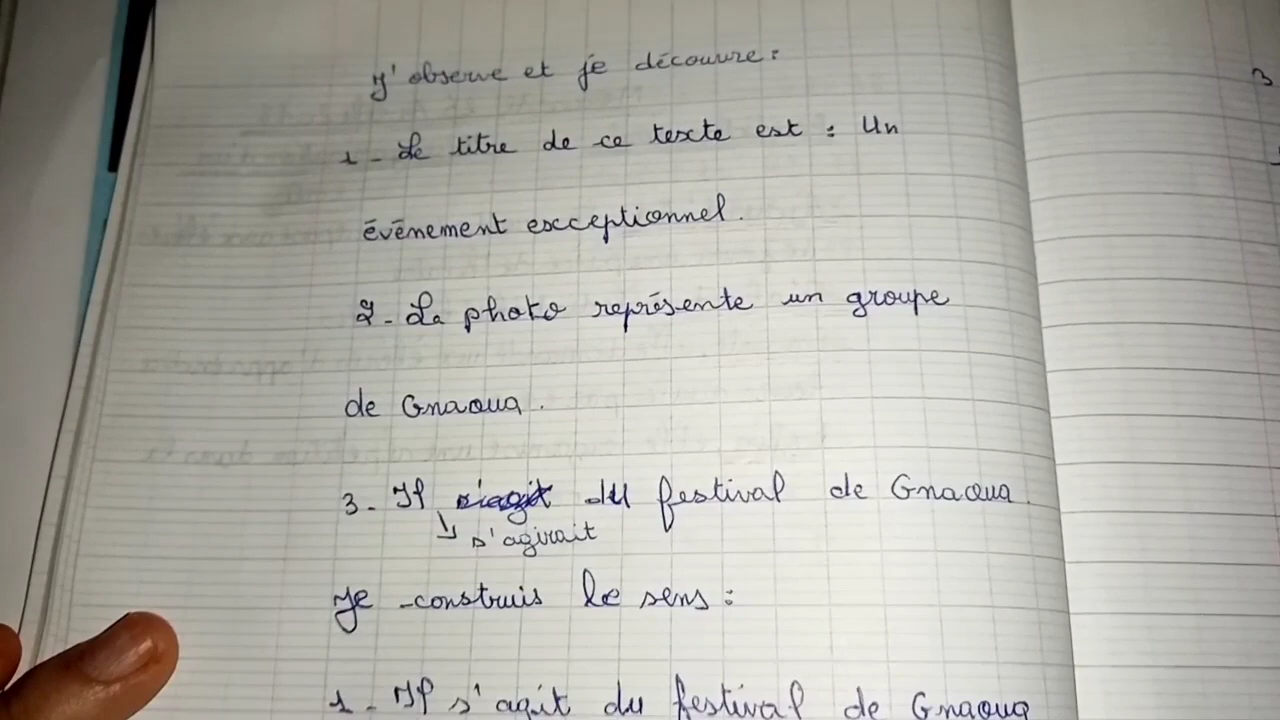 J'observe et je découvre :
1 - Le titre de ce texte est : Un
événement exceptionnel.
2 - La photo représente un groupe
de Gnaoua.
3 - Il s'agit du festival de Gnaoua.
s'agirait
Je construis le sens :
1 - Il s'agit du festival de Gnaoua
3